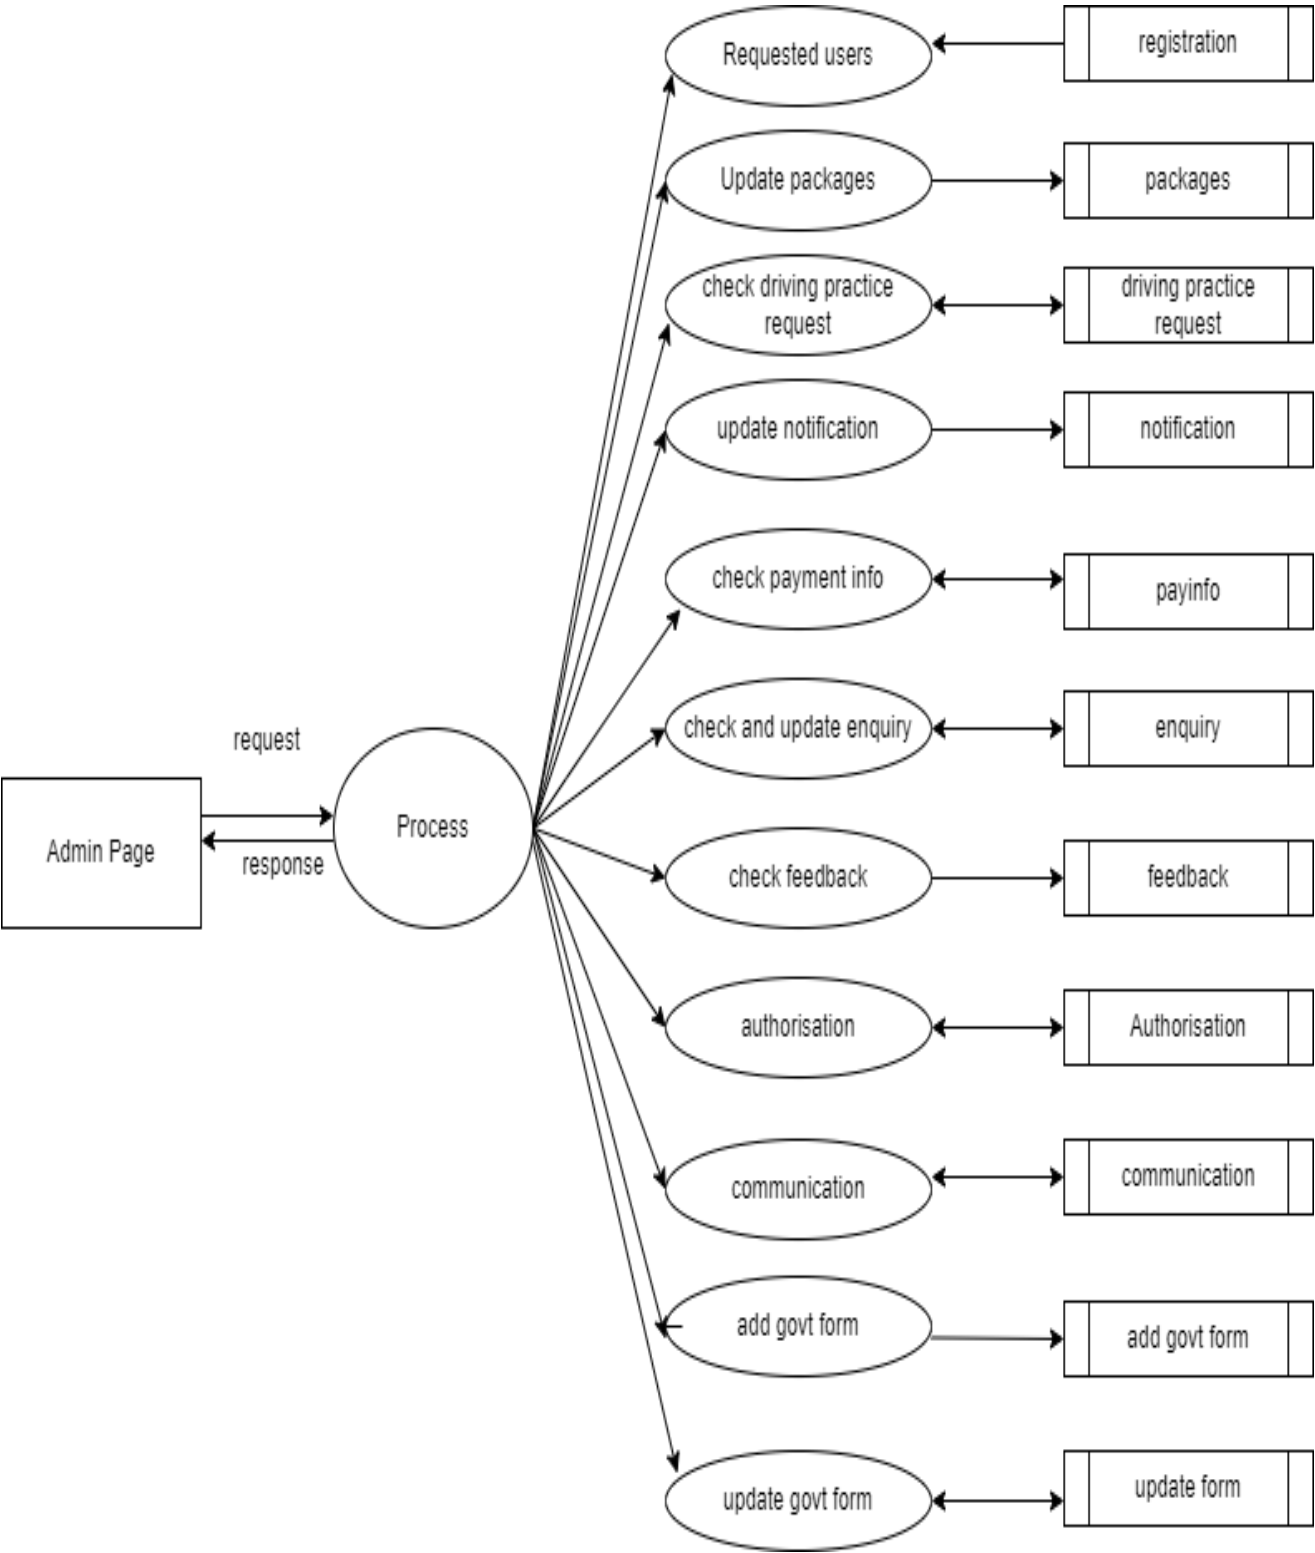 Requested users
registration
Update packages
packages
check driving practice
request
driving practice
request
update notification
notification
check payment info
payinfo
check and update enquiry
enquiry
request
Admin Page
Process
response
check feedback
feedback
authorisation
Authorisation
communication
communication
add govt form
add govt form
update govt form
update form